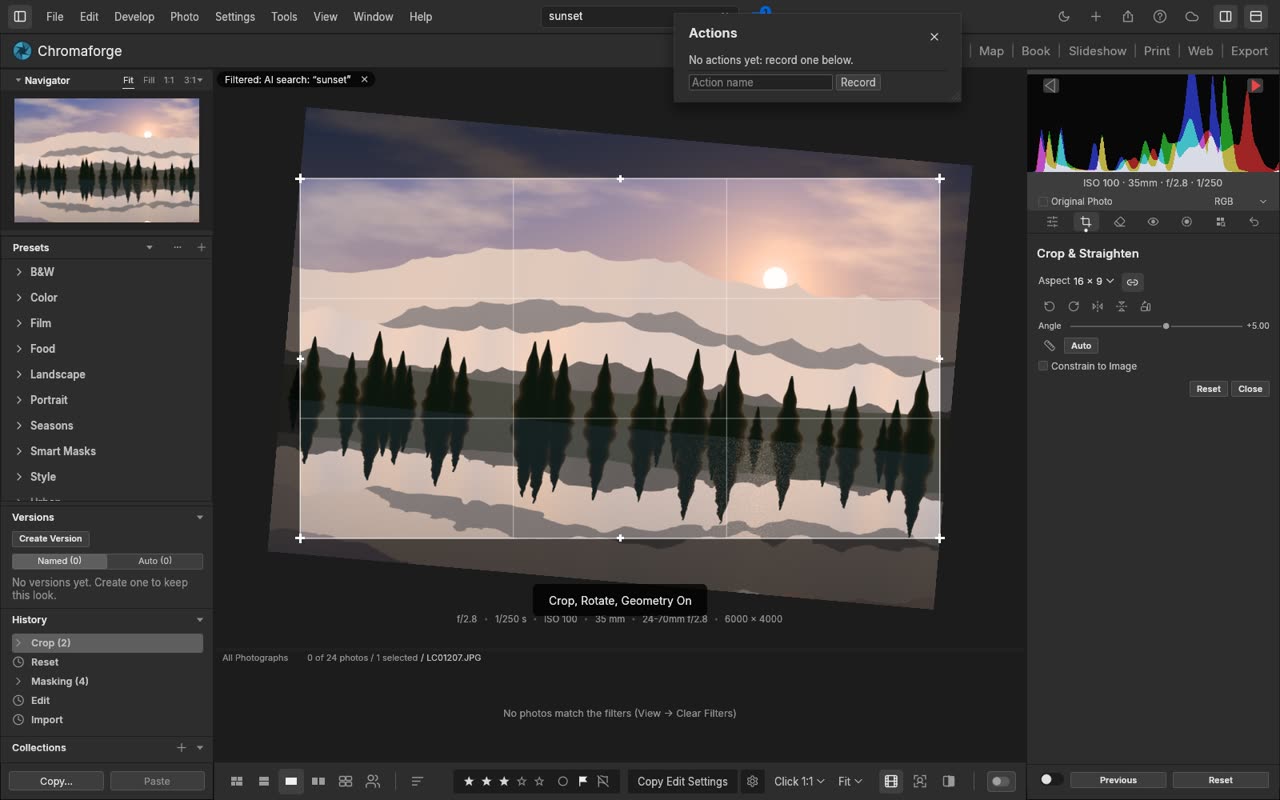 File Edit Develop Photo Settings Tools View Window Help
sunset
1
Chromaforge
Map Book Slideshow Print Web Export
Actions
No actions yet: record one below.
Action name Record
Navigator Fit Fill 1:1 3:1
Filtered: AI search: “sunset”
ISO 100 · 35mm · f/2.8 · 1/250
Original Photo RGB
Presets
B&W
Color
Film
Food
Landscape
Portrait
Seasons
Smart Masks
Style
Urban
Crop & Straighten
Aspect 16 × 9
Angle +5.00
Auto
Constrain to Image
Reset Close
Versions
Create Version
Named (0) Auto (0)
No versions yet. Create one to keep
this look.
History
Crop (2)
Reset
Masking (4)
Edit
Import
Collections
Copy... Paste
Crop, Rotate, Geometry On
f/2.8 · 1/250 s · ISO 100 · 35 mm · 24-70mm f/2.8 · 6000 × 4000
All Photographs 0 of 24 photos / 1 selected / LC01207.JPG
No photos match the filters (View → Clear Filters)
Copy Edit Settings Click 1:1 Fit
Previous Reset